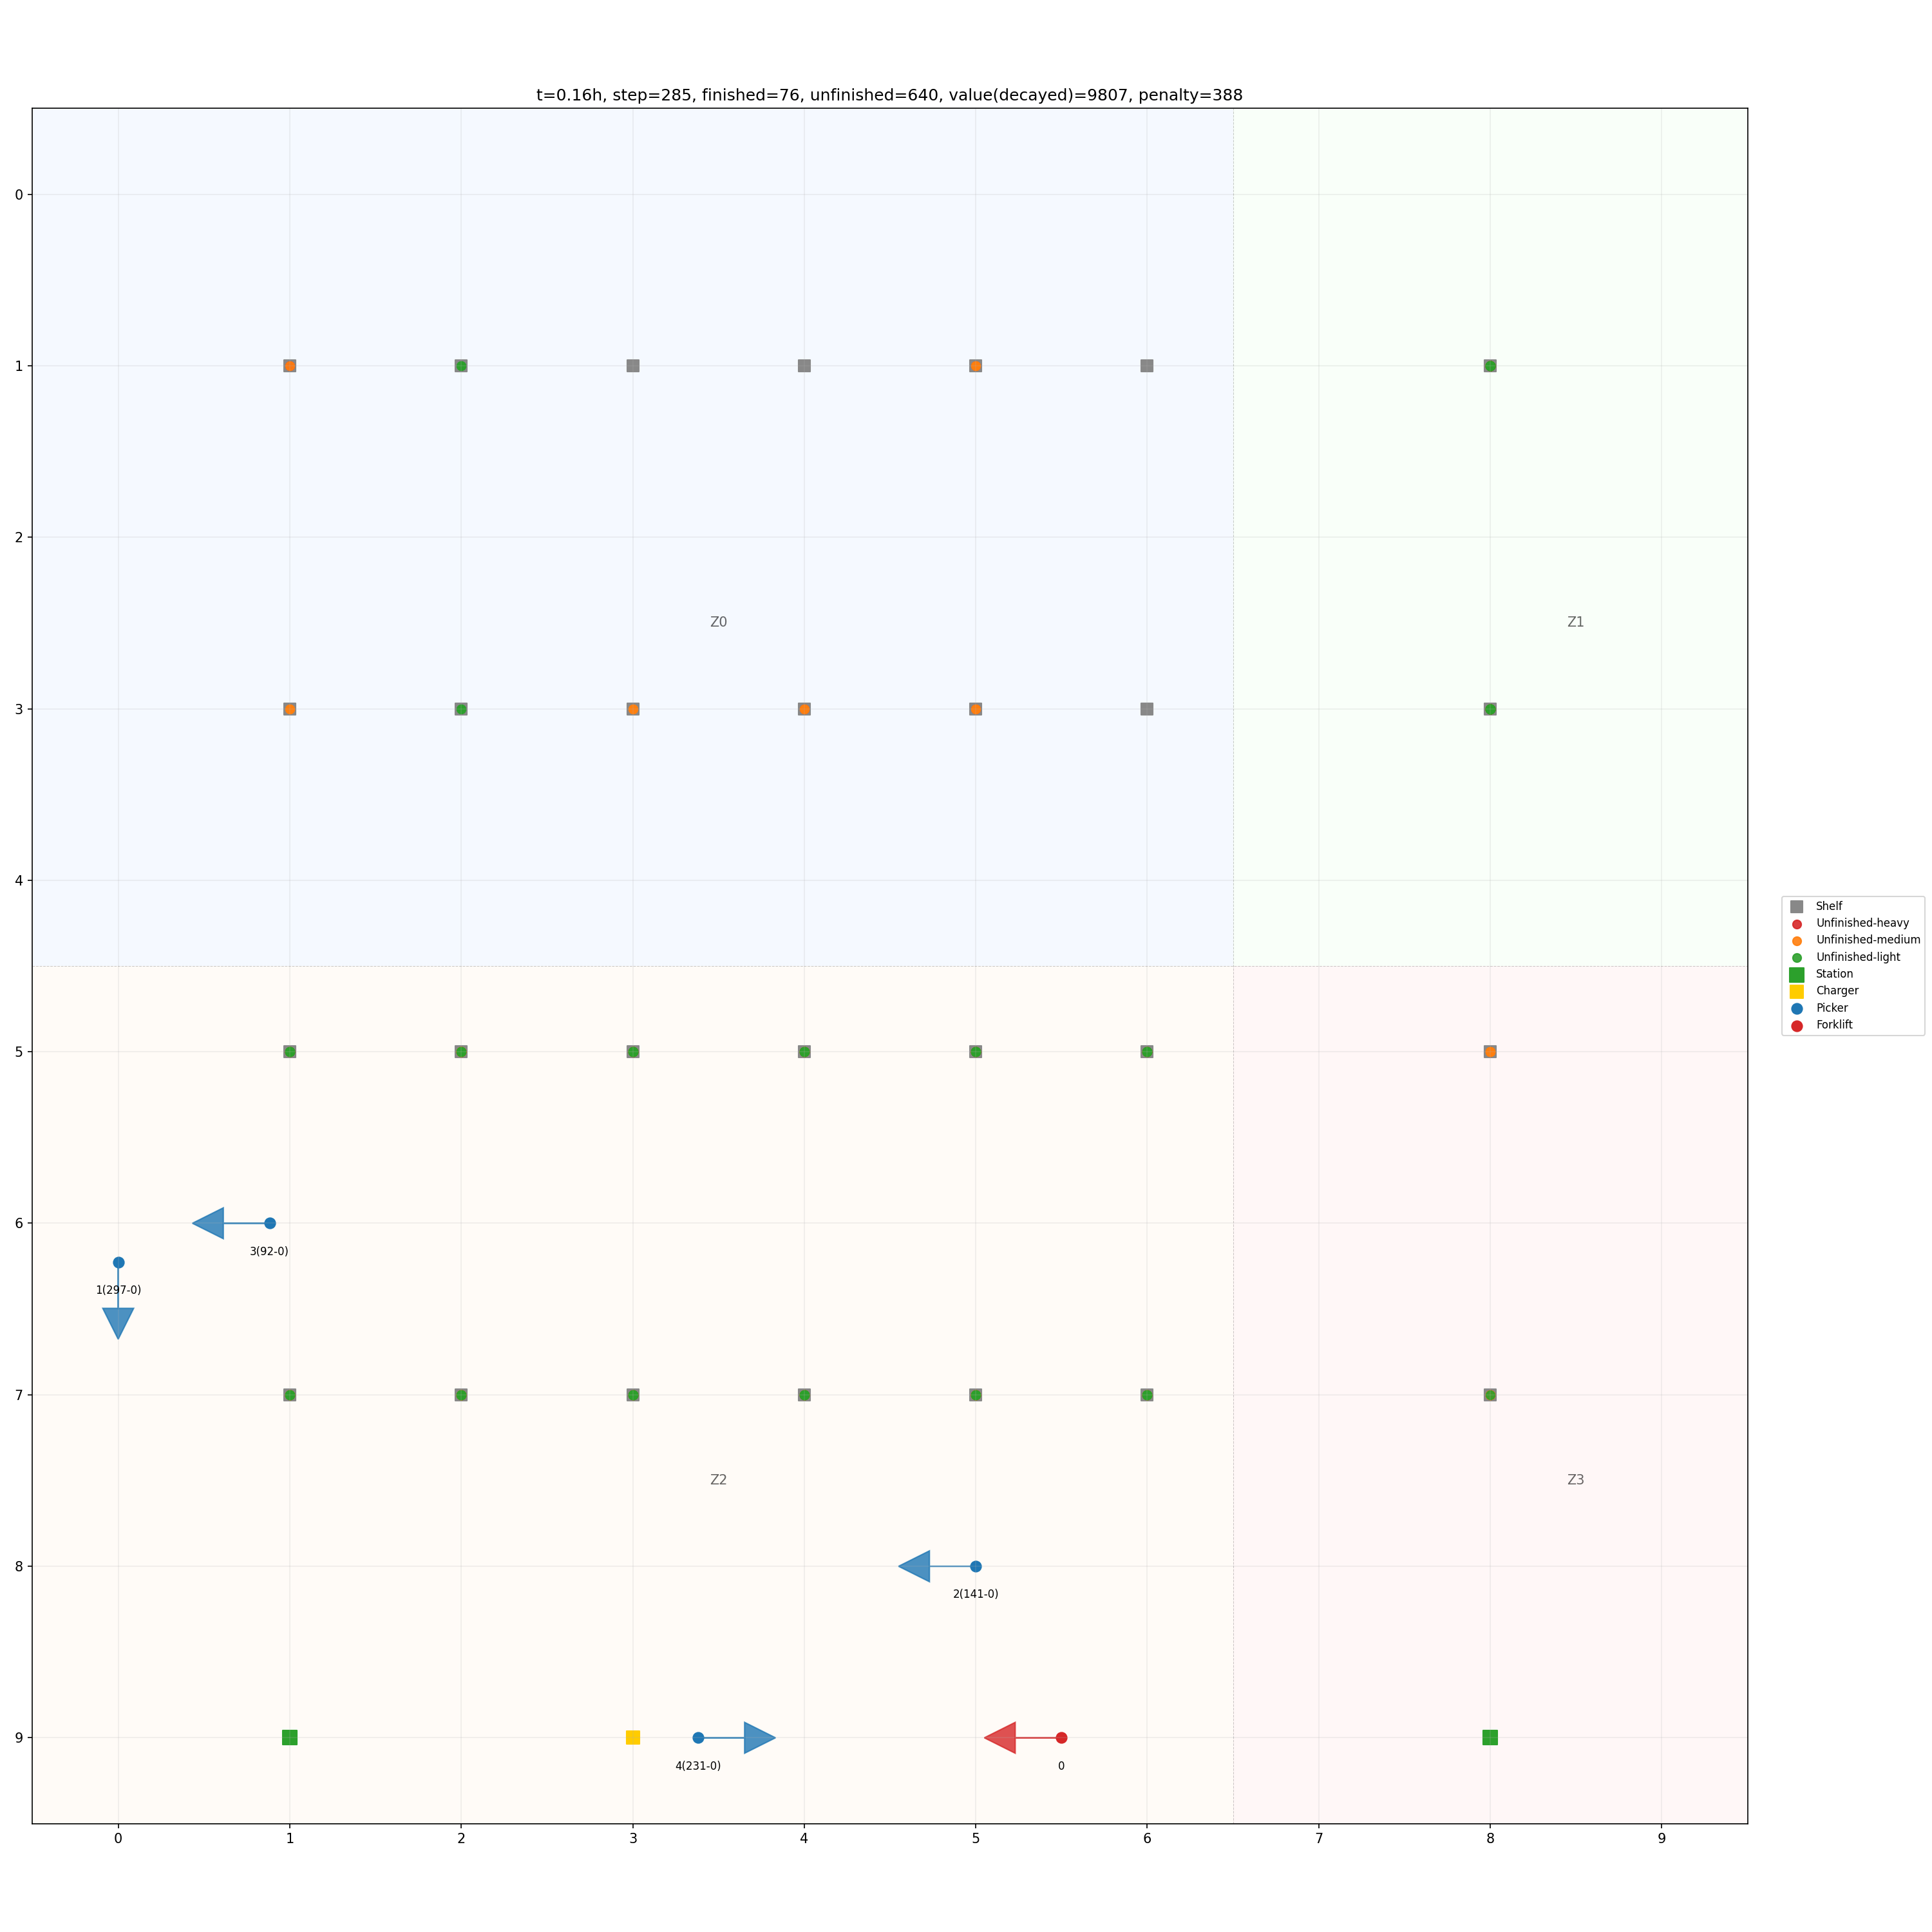 t=0.16h, step=285, finished=76, unfinished=640, value(decayed)=9807, penalty=388
0
1
2
Z0
Z1
3
4
Shelf
Unfinished-heavy
Unfinished-medium
Unfinished-light
Station
Charger
Picker
Forklift
5
6
3(92-0)
1(297-0)
7
Z2
Z3
8
2(141-0)
9
4(231-0)
0
0
1
2
3
4
5
6
7
8
9